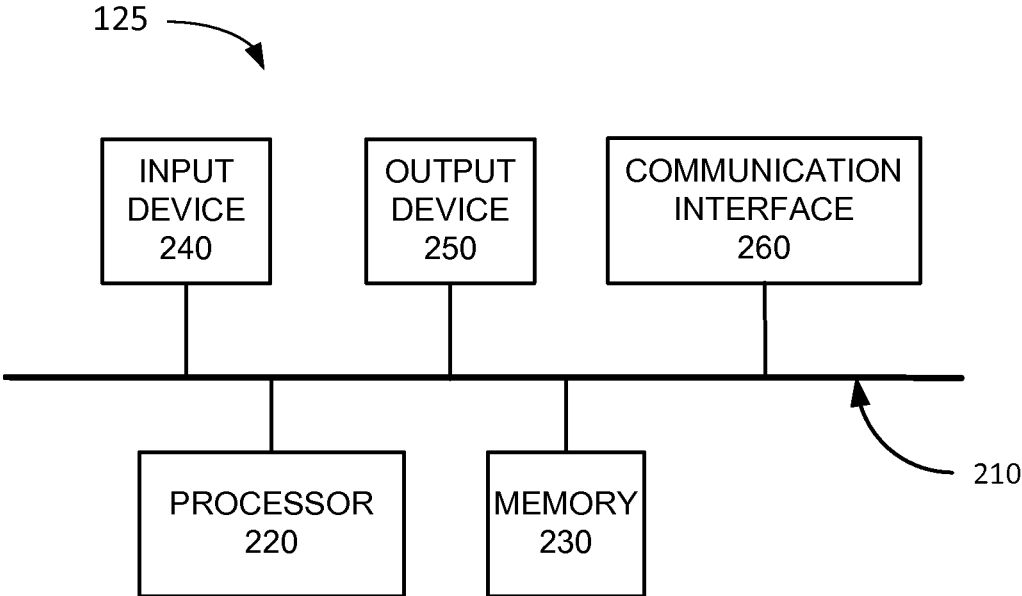 125
INPUT
DEVICE
240
OUTPUT
DEVICE
250
COMMUNICATION
INTERFACE
260
210
PROCESSOR
220
MEMORY
230